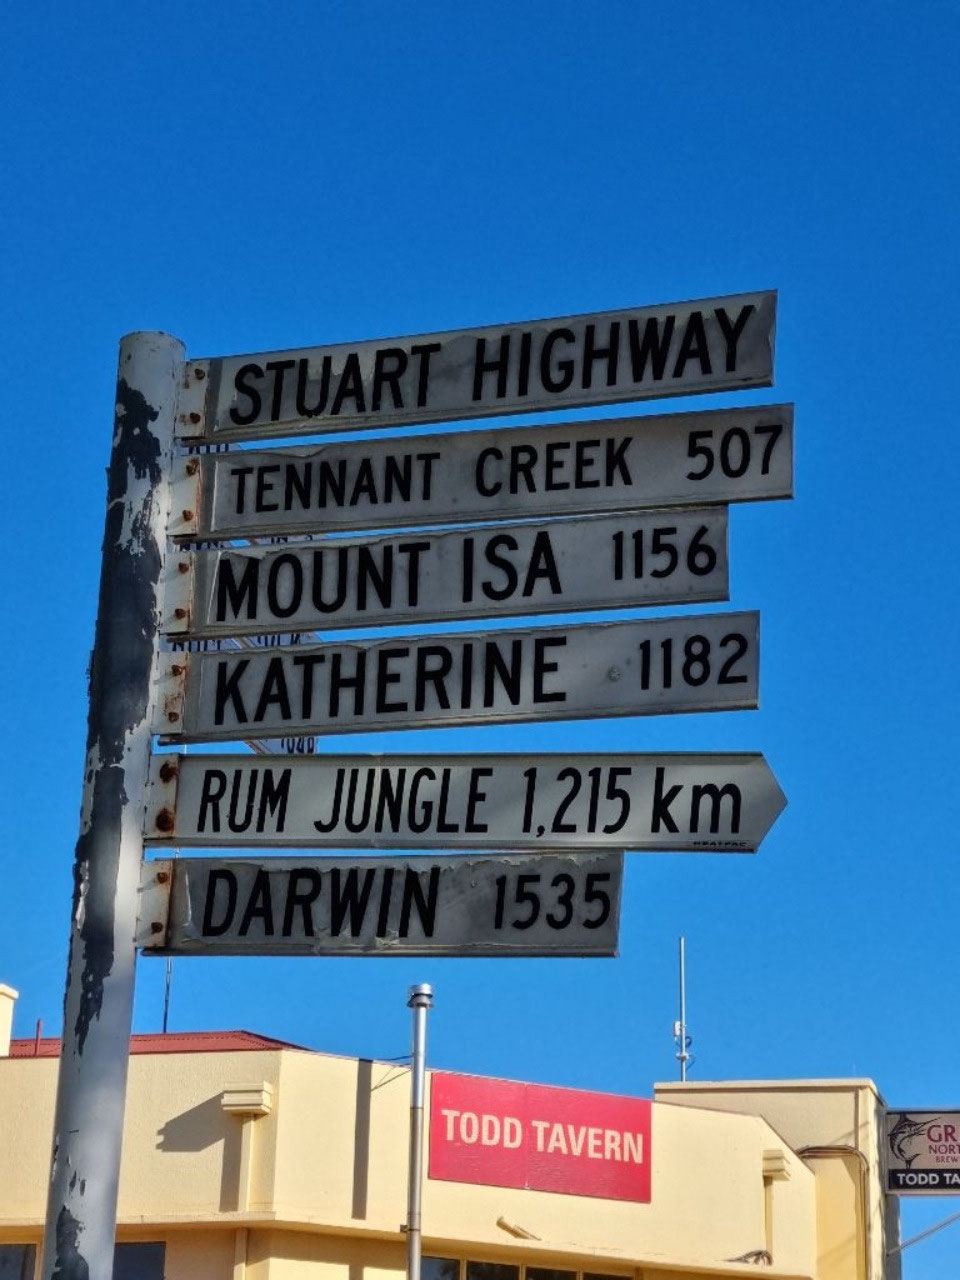 STUART HIGHWAY
TENNANT CREEK 507
MOUNT ISA 1156
KATHERINE 1182
RUM JUNGLE 1,215 km
DARWIN 1535
TODD TAVERN
TODD